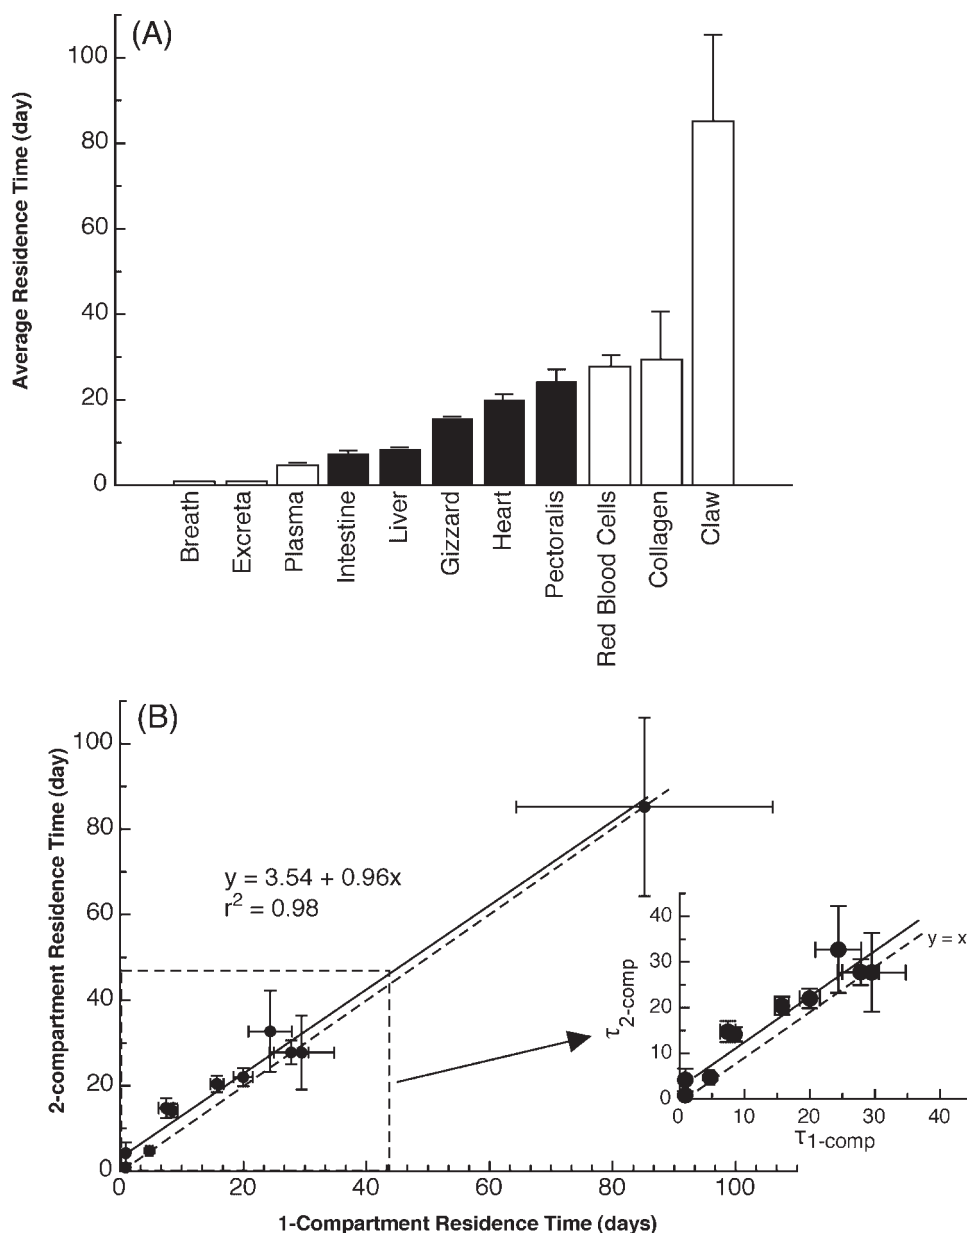 (A)
Average Residence Time (day)
100
80
60
40
20
0
Breath
Excreta
Plasma
Intestine
Liver
Gizzard
Heart
Pectoralis
Red Blood Cells
Collagen
Claw
(B)
2-compartment Residence Time (day)
100
80
60
40
20
0
y = 3.54 + 0.96x
r² = 0.98
0 20 40 60 80 100
1-Compartment Residence Time (days)
τ2-comp
40
30
20
10
0
y = x
0 10 20 30 40
τ1-comp